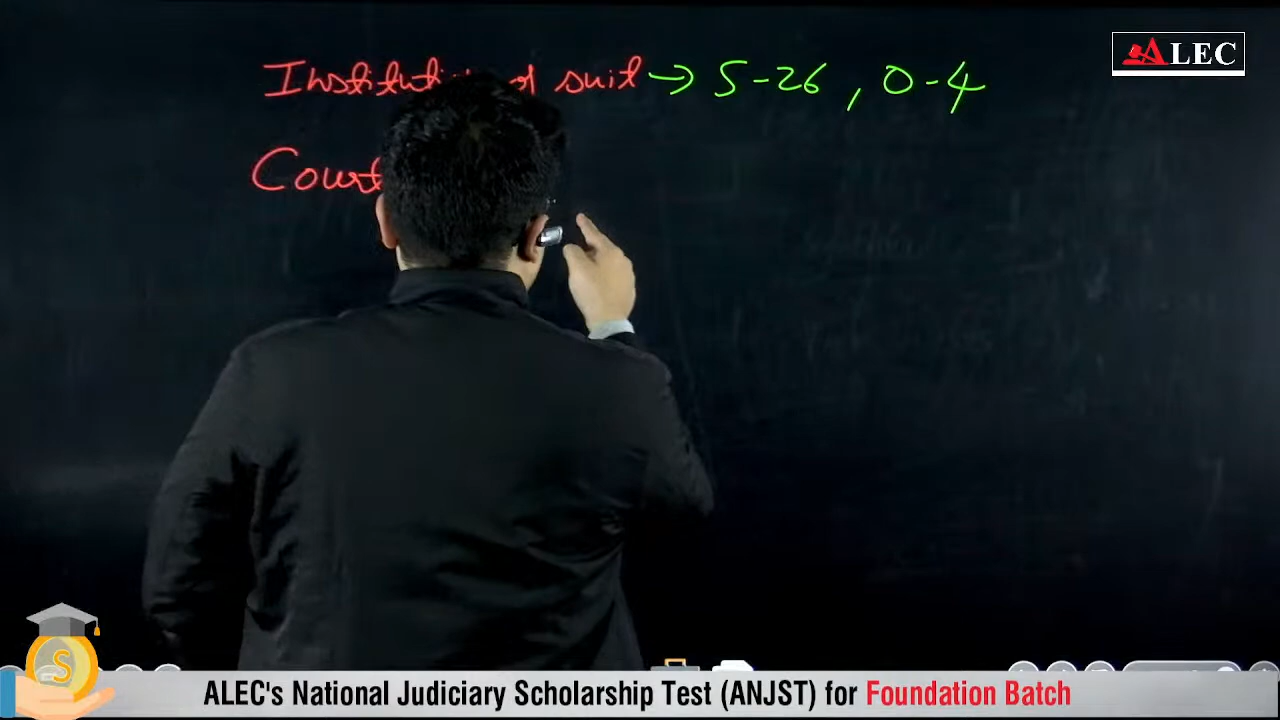 ALEC
Institution of suit → S-26, O-4
Court
ALEC's National Judiciary Scholarship Test (ANJST) for Foundation Batch